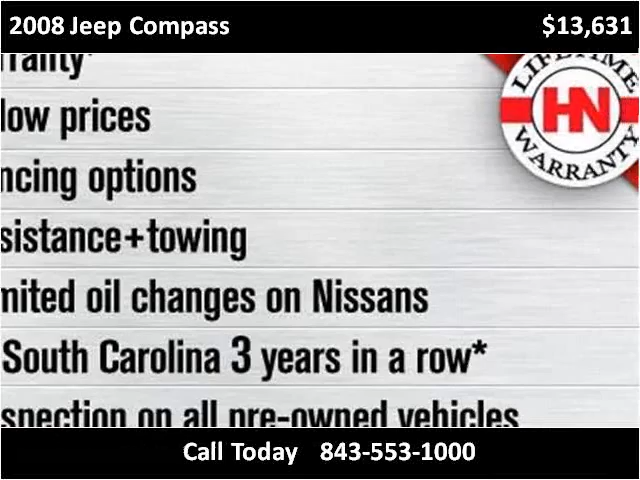 2008 Jeep Compass $13,631
rranty*
low prices
ncing options
sistance+towing
mited oil changes on Nissans
South Carolina 3 years in a row*
spection on all pre-owned vehicles
LIFETIME
HN
WARRANTY
Call Today 843-553-1000